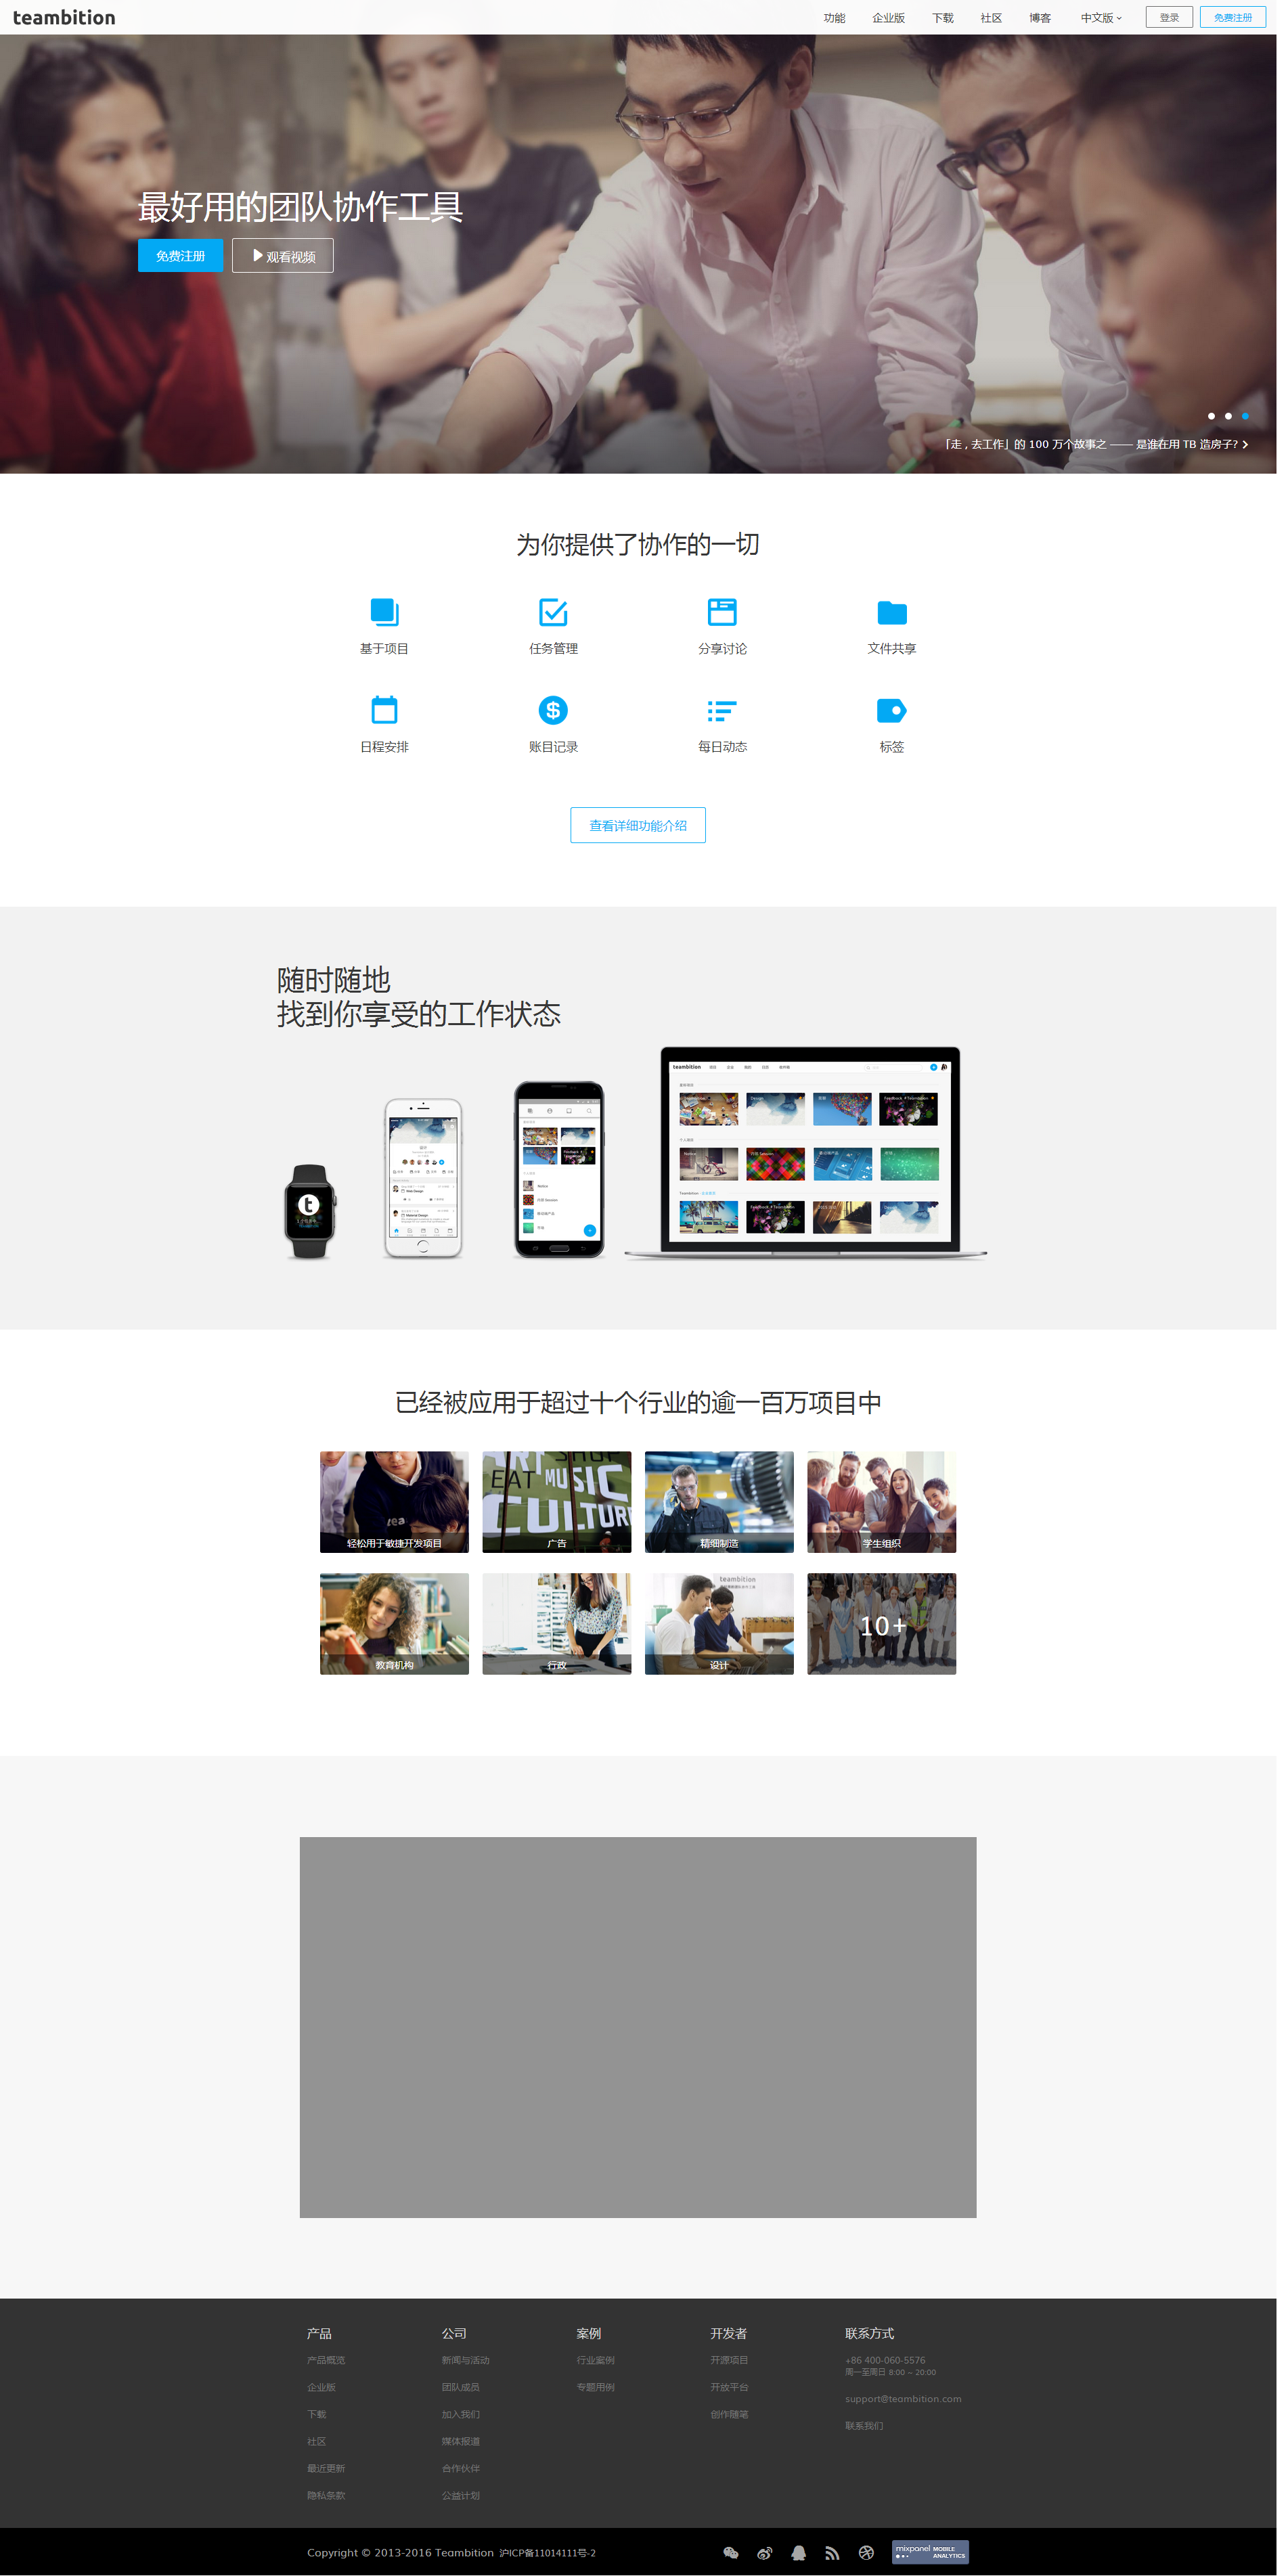 teambition
功能 企业版 下载 社区 博客 中文版 登录 免费注册
最好用的团队协作工具
免费注册 观看视频
「走，去工作」的 100 万个故事之 —— 是谁在用 TB 造房子?
为你提供了协作的一切
基于项目 任务管理 分享讨论 文件共享
日程安排 账目记录 每日动态 标签
查看详细功能介绍
随时随地
找到你享受的工作状态
teambition
已经被应用于超过十个行业的逾一百万项目中
EAT MUSIC
CULTURE
轻松用于敏捷开发项目 广告 精细制造 学生组织
teambition
10+
教育机构 行政 设计
产品 公司 案例 开发者 联系方式
产品概览 新闻与活动 行业案例 开源项目 +86 400-060-5576
周一至周日 8:00 ~ 20:00
企业版 团队成员 专题用例 开放平台 support@teambition.com
下载 加入我们 创作随笔 联系我们
社区 媒体报道
最近更新 合作伙伴
隐私条款 公益计划
Copyright © 2013-2016 Teambition 沪ICP备11014111号-2
mixpanel MOBILE
ANALYTICS